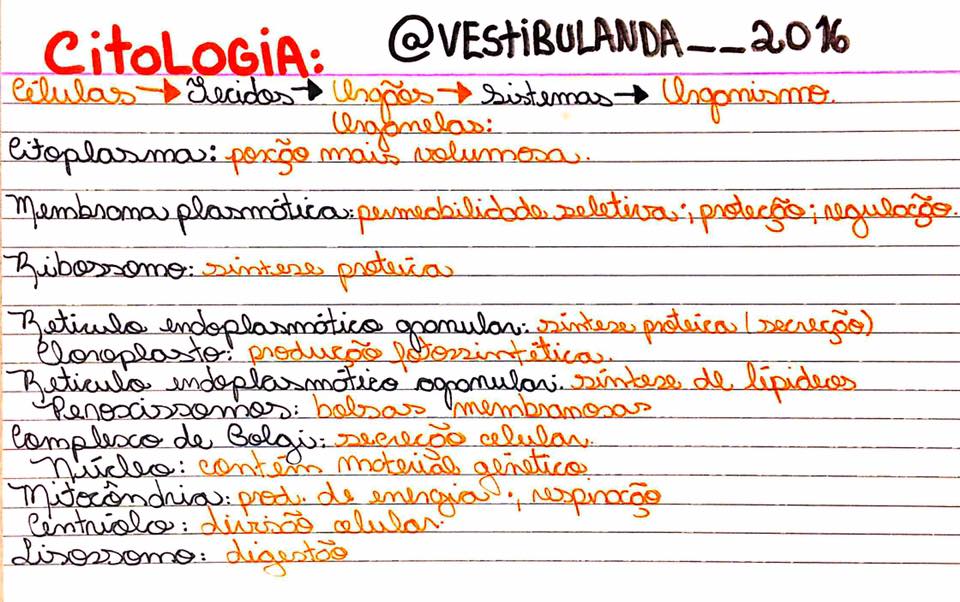 Citologia: @VESTiBULANDA__2016
Células → Tecidos → Orgãos → Sistemas → Organismo.
Organelas:
Citoplasma: porção mais volumosa.
Membrana plasmática: permeabilidade seletiva; proteção; regulação.
Ribossomo: síntese proteica
Retículo endoplasmático granular: síntese proteica (secreção)
Cloroplasto: produção fotossintética.
Retículo endoplasmático agranular: síntese de lipídeos
Peroxissomos: bolsas membranosas
Complexo de Golgi: secreção celular.
Núcleo: contém material genético
Mitocôndria: prod. de energia; respiração
Centríolo: divisão celular.
Lisossomo: digestão